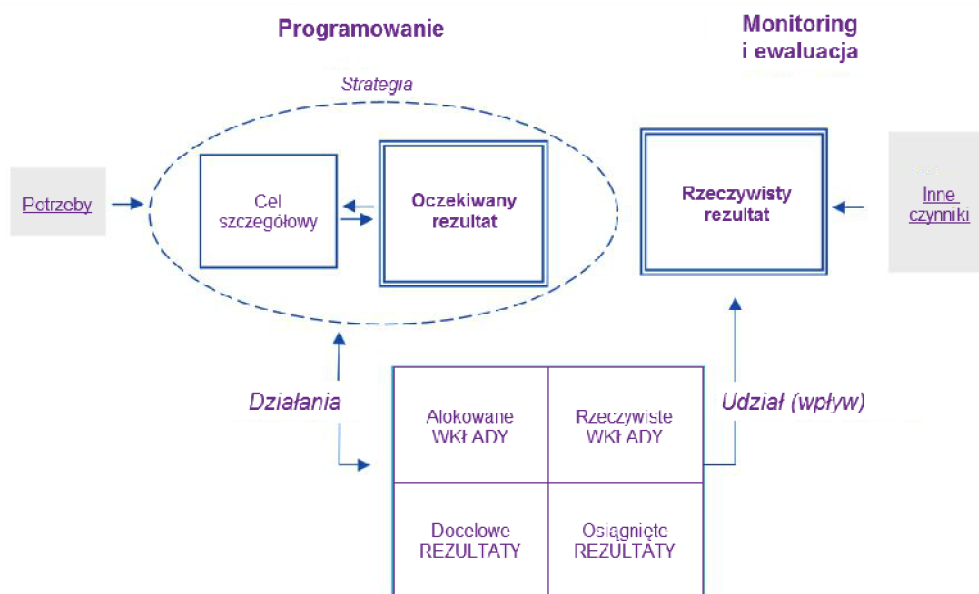 Programowanie
Monitoring
i ewaluacja
Strategia
Potrzeby
Cel
szczegółowy
Oczekiwany
rezultat
Rzeczywisty
rezultat
Inne
czynniki
Działania
Alokowane
WKŁADY
Rzeczywiste
WKŁADY
Udział (wpływ)
Docelowe
REZULTATY
Osiągnięte
REZULTATY